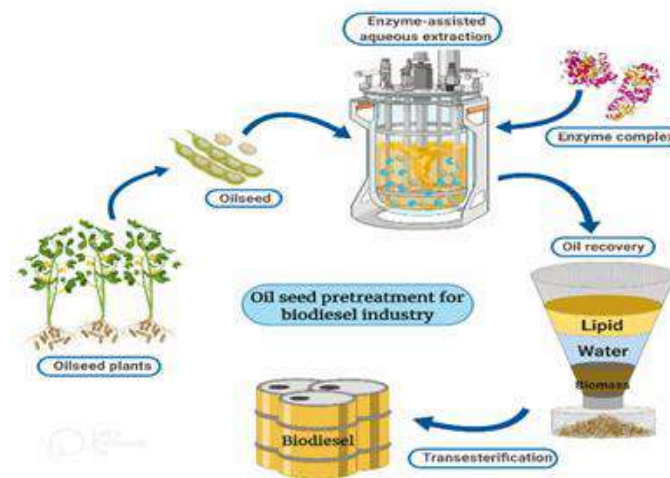 Enzyme-assisted
aqueous extraction
Enzyme complex
Oilseed
Oil recovery
Oil seed pretreatment for
biodiesel industry
Lipid
Water
Biomass
Oilseed plants
Biodiesel
Transesterification